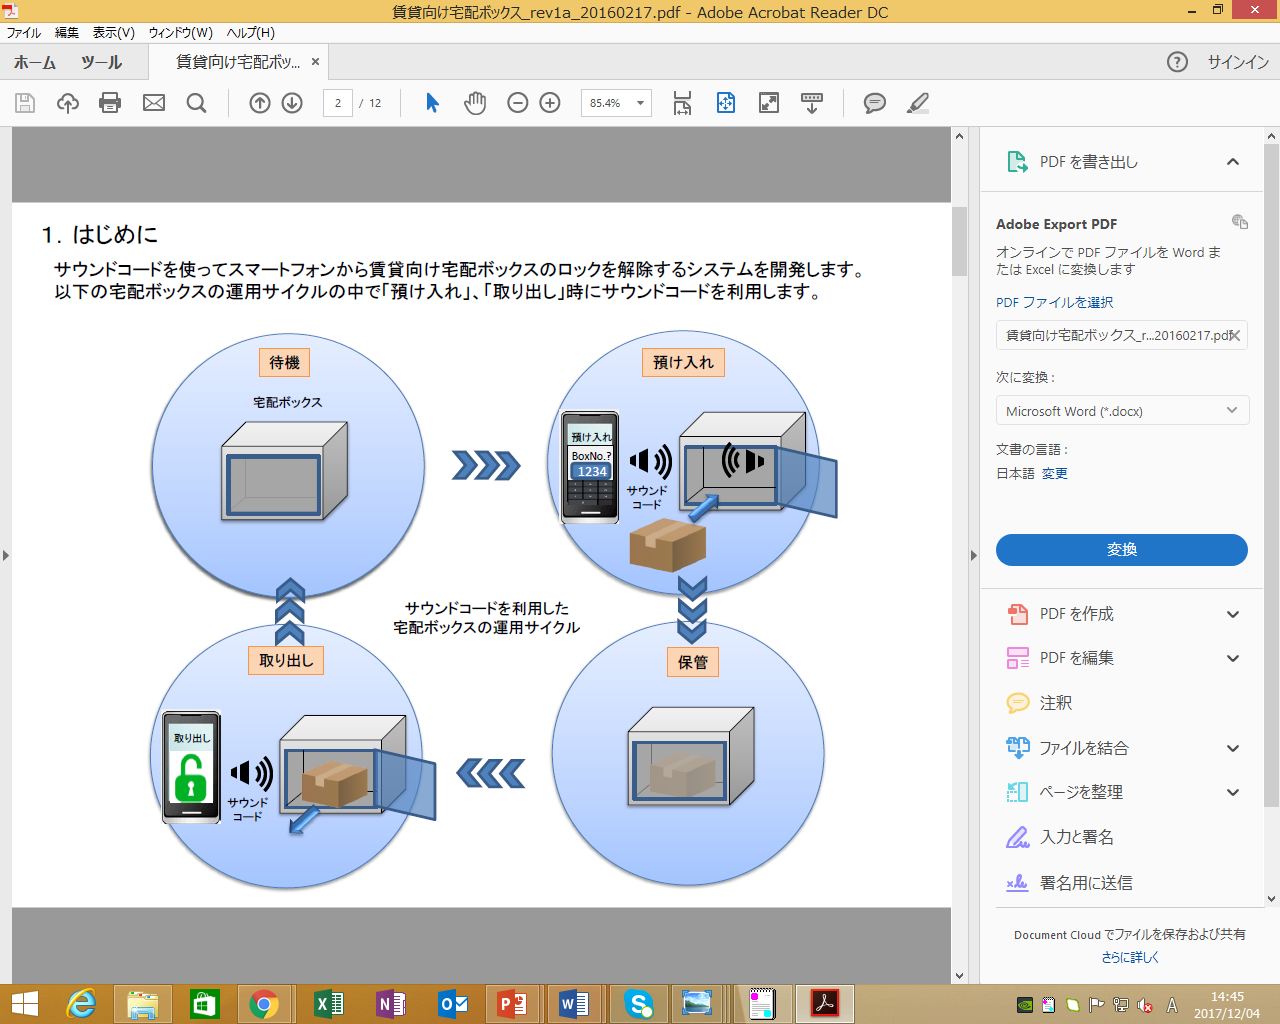 賃貸向け宅配ボックス_rev1a_20160217.pdf - Adobe Acrobat Reader DC
ファイル 編集 表示(V) ウィンドウ(W) ヘルプ(H)
ホーム ツール 賃貸向け宅配ボッ... × サインイン
2 / 12 85.4%
1. はじめに
サウンドコードを使ってスマートフォンから賃貸向け宅配ボックスのロックを解除するシステムを開発します。
以下の宅配ボックスの運用サイクルの中で「預け入れ」、「取り出し」時にサウンドコードを利用します。
待機
宅配ボックス
預け入れ
預け入れ
BoxNo.?
1234
サウンド
コード
サウンドコードを利用した
宅配ボックスの運用サイクル
取り出し
取り出し
サウンド
コード
保管
PDF を書き出し
Adobe Export PDF
オンラインで PDF ファイルを Word ま
たは Excel に変換します
PDF ファイルを選択
賃貸向け宅配ボックス_r...20160217.pdf
次に変換 :
Microsoft Word (*.docx)
文書の言語 :
日本語 変更
変換
PDF を作成
PDF を編集
注釈
ファイルを結合
ページを整理
入力と署名
署名用に送信
Document Cloud でファイルを保存および共有
さらに詳しく
A 14:45
2017/12/04